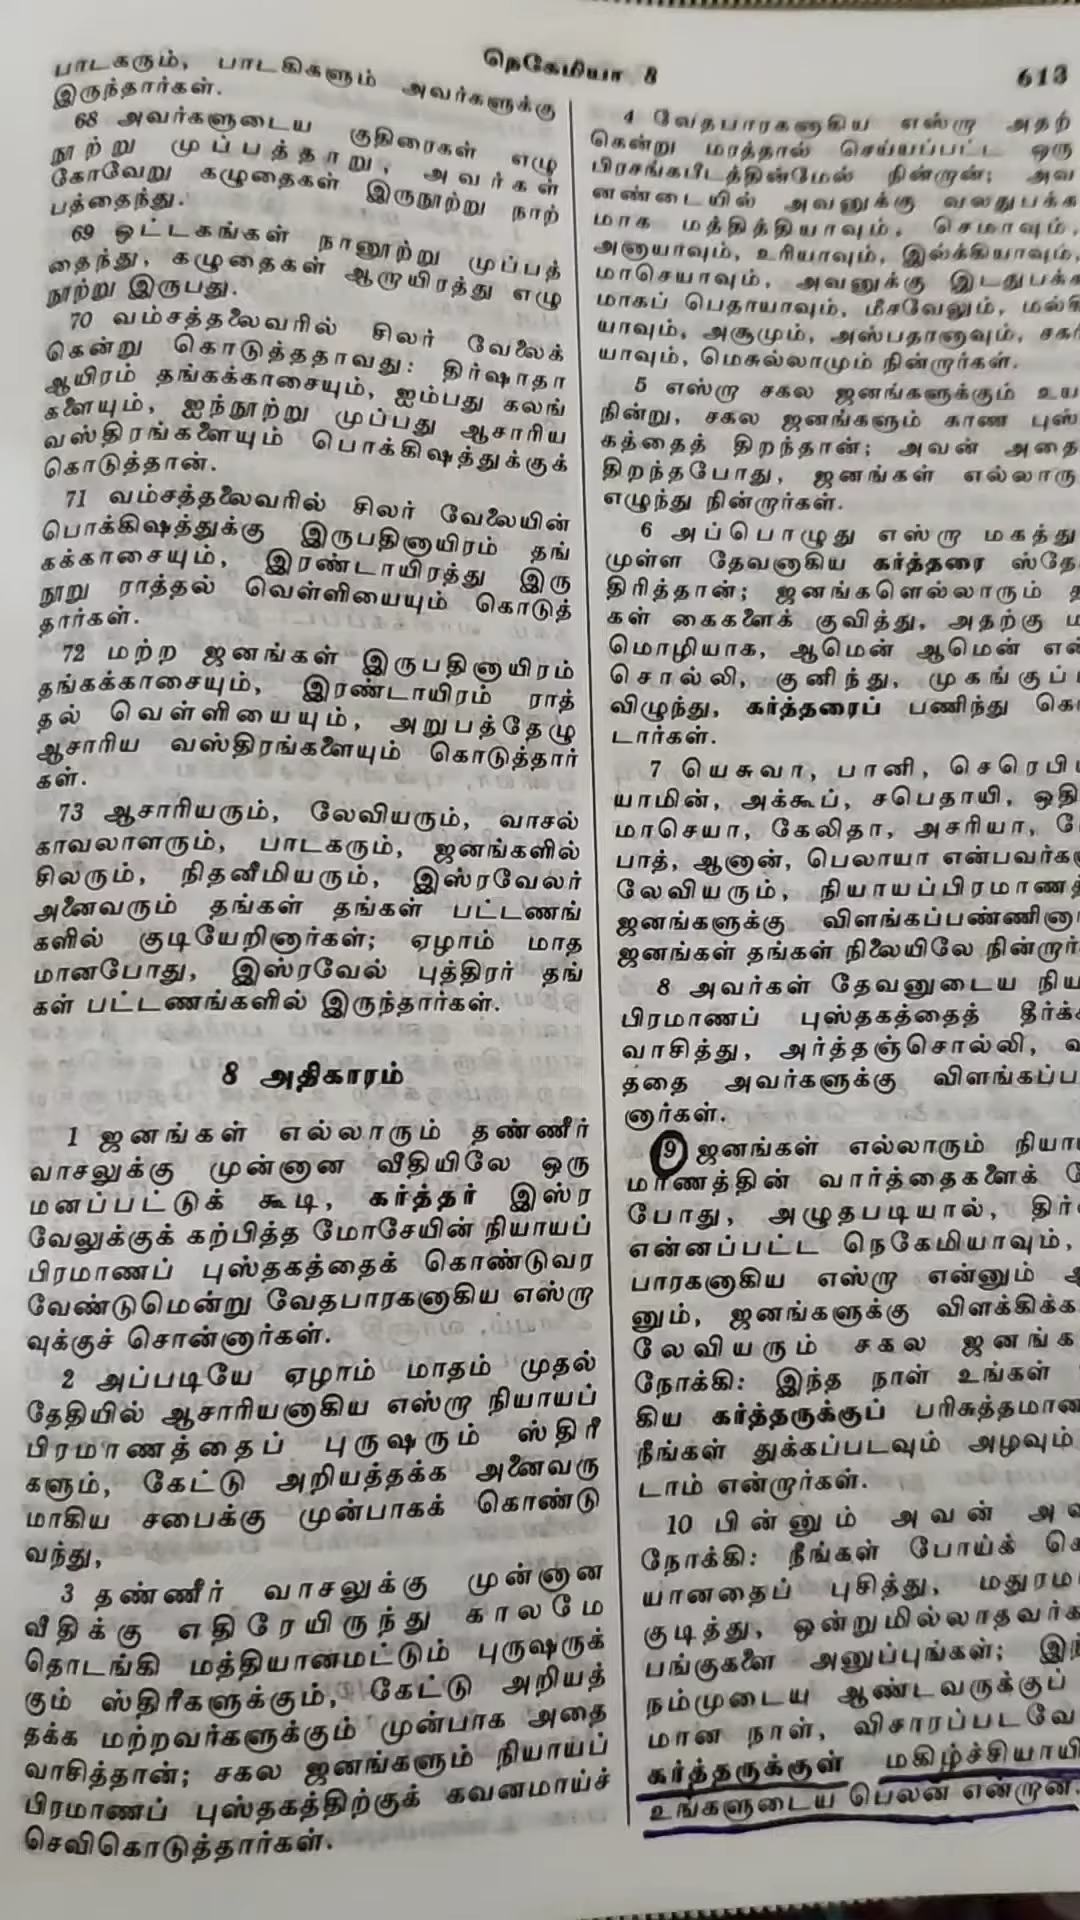 நெகேமியா 8
613
பாடகரும், பாடகிகளும் அவர்களுக்கு
இருந்தார்கள்.
68 அவர்களுடைய குதிரைகள் எழு
நூற்று முப்பத்தாறு, அவர்கள்
கோவேறு கழுதைகள் இருநூற்று நாற்
பத்தைந்து.
69 ஒட்டகங்கள் நானூற்று முப்பத்
தைந்து, கழுதைகள் ஆறாயிரத்து எழு
நூற்று இருபது.
70 வம்சத்தலைவரில் சிலர் வேலைக்
கென்று கொடுத்ததாவது: திர்ஷாதா
ஆயிரம் தங்கக்காசையும், ஐம்பது கலங்
களையும், ஐந்நூற்று முப்பது ஆசாரிய
வஸ்திரங்களையும் பொக்கிஷத்துக்குக்
கொடுத்தான்.
71 வம்சத்தலைவரில் சிலர் வேலையின்
பொக்கிஷத்துக்கு இருபதினாயிரம் தங்
கக்காசையும், இரண்டாயிரத்து இரு
நூறு ராத்தல் வெள்ளியையும் கொடுத்
தார்கள்.
72 மற்ற ஜனங்கள் இருபதினாயிரம்
தங்கக்காசையும், இரண்டாயிரம் ராத்
தல் வெள்ளியையும், அறுபத்தேழு
ஆசாரிய வஸ்திரங்களையும் கொடுத்தார்
கள்.
73 ஆசாரியரும், லேவியரும், வாசல்
காவலாளரும், பாடகரும், ஜனங்களில்
சிலரும், நிதனீமியரும், இஸ்ரவேலர்
அனைவரும் தங்கள் தங்கள் பட்டணங்
களில் குடியேறினார்கள்; ஏழாம் மாத
மானபோது, இஸ்ரவேல் புத்திரர் தங்
கள் பட்டணங்களில் இருந்தார்கள்.
8 அதிகாரம்
1 ஜனங்கள் எல்லாரும் தண்ணீர்
வாசலுக்கு முன்னான வீதியிலே ஒரு
மனப்பட்டுக் கூடி, கர்த்தர் இஸ்ர
வேலுக்குக் கற்பித்த மோசேயின் நியாயப்
பிரமாணப் புஸ்தகத்தைக் கொண்டுவர
வேண்டுமென்று வேதபாரகனாகிய எஸ்றா
வுக்குச் சொன்னார்கள்.
2 அப்படியே ஏழாம் மாதம் முதல்
தேதியில் ஆசாரியனாகிய எஸ்றா நியாயப்
பிரமாணத்தைப் புருஷரும் ஸ்திரீ
களும், கேட்டு அறியத்தக்க அனைவரு
மாகிய சபைக்கு முன்பாகக் கொண்டு
வந்து,
3 தண்ணீர் வாசலுக்கு முன்னான
வீதிக்கு எதிரேயிருந்து காலமே
தொடங்கி மத்தியானமட்டும் புருஷருக்
கும் ஸ்திரீகளுக்கும், கேட்டு அறியத்
தக்க மற்றவர்களுக்கும் முன்பாக அதை
வாசித்தான்; சகல ஜனங்களும் நியாயப்
பிரமாணப் புஸ்தகத்திற்குக் கவனமாய்ச்
செவிகொடுத்தார்கள்.
4 வேதபாரகனாகிய எஸ்றா அதற்
கென்று மரத்தால் செய்யப்பட்ட ஒரு
பிரசங்கபீடத்தின்மேல் நின்றான்; அவ
னண்டையில் அவனுக்கு வலதுபக்க
மாக மத்தித்தியாவும், செமாவும்,
அனாயாவும், உரியாவும், இல்க்கியாவும்,
மாசெயாவும், அவனுக்கு இடதுபக்க
மாகப் பெதாயாவும், மீசவேலும், மல்கி
யாவும், அசூமும், அஸ்பதானாவும், சகரி
யாவும், மெசுல்லாமும் நின்றார்கள்.
5 எஸ்றா சகல ஜனங்களுக்கும் உய
நின்று, சகல ஜனங்களும் காண புஸ்
கத்தைத் திறந்தான்; அவன் அதை
திறந்தபோது, ஜனங்கள் எல்லாரு
எழுந்து நின்றார்கள்.
6 அப்பொழுது எஸ்றா மகத்து
முள்ள தேவனாகிய கர்த்தரை ஸ்தோ
திரித்தான்; ஜனங்களெல்லாரும்
கள் கைகளைக் குவித்து, அதற்கு
மொழியாக, ஆமென் ஆமென் என்
சொல்லி, குனிந்து, முகங்குப்
விழுந்து, கர்த்தரைப் பணிந்து கொ
டார்கள்.
7 யெசுவா, பானி, செரெபி
யாமின், அக்கூப், சபெதாயி, ஒதி
மாசெயா, கேலிதா, அசரியா,
பாத், ஆனான், பெலாயா என்பவர்க
லேவியரும், நியாயப்பிரமாணத்
ஜனங்களுக்கு விளங்கப்பண்ணினா
ஜனங்கள் தங்கள் நிலையிலே நின்றார்
8 அவர்கள் தேவனுடைய நிய
பிரமாணப் புஸ்தகத்தைத் தீர்க்க
வாசித்து, அர்த்தஞ்சொல்லி,
ததை அவர்களுக்கு விளங்கப்ப
னார்கள்.
9 ஜனங்கள் எல்லாரும் நியா
மாணத்தின் வார்த்தைகளைக்
போது, அழுதபடியால், திர்
என்னப்பட்ட நெகேமியாவும்,
பாரகனாகிய எஸ்றா என்னும்
னும், ஜனங்களுக்கு விளக்கிக்க
லேவியரும் சகல ஜனங்க
நோக்கி: இந்த நாள் உங்கள்
கிய கர்த்தருக்குப் பரிசுத்தமான
நீங்கள் துக்கப்படவும் அழவும்
டாம் என்றார்கள்.
10 பின்னும் அவன் அவ
நோக்கி: நீங்கள் போய்க் கொ
யானதைப் புசித்து, மதுரமா
குடித்து, ஒன்றுமில்லாதவர்க
பங்குகளை அனுப்புங்கள்; இந்
நம்முடைய ஆண்டவருக்குப்
மான நாள், விசாரப்படவே
கர்த்தருக்குள் மகிழ்ச்சியாயி
உங்களுடைய பெலன் என்றான்.